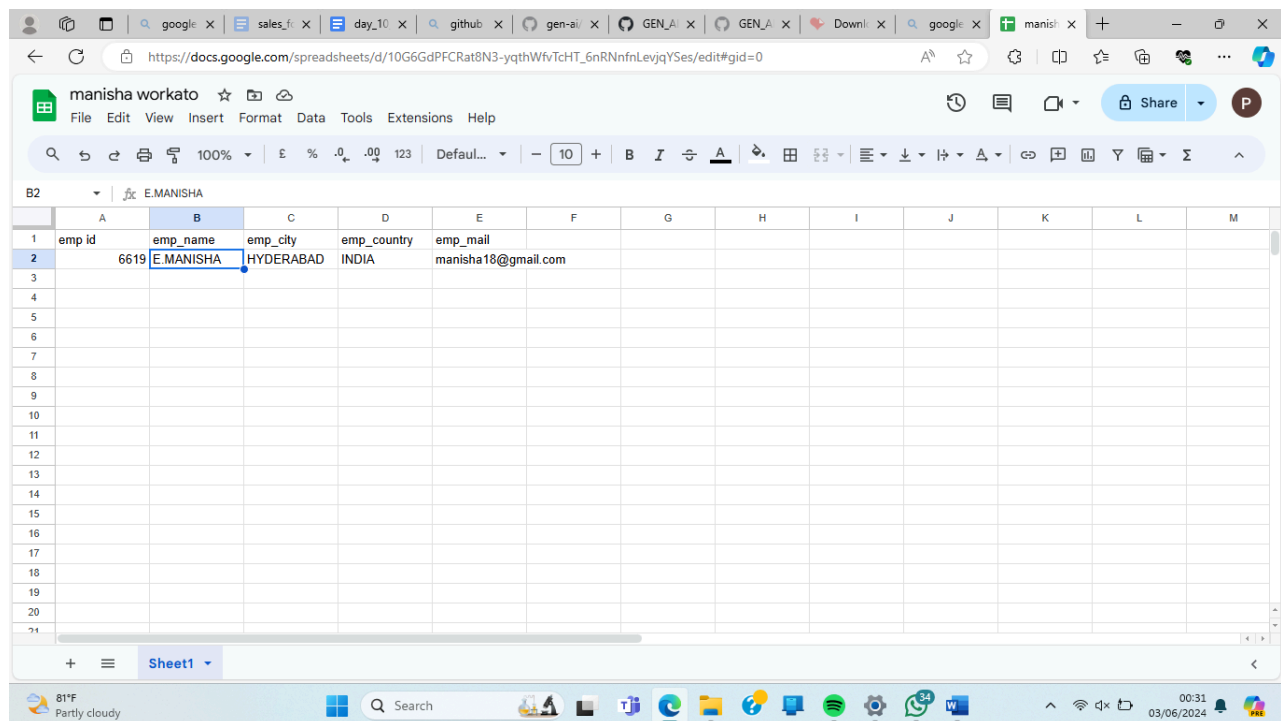 google sales_fo day_10 github gen-ai/ GEN_A GEN_A Downlo google manish
https://docs.google.com/spreadsheets/d/10G6GdPFCRat8N3-yqthWfvTcHT_6nRNnfnLevjqYSes/edit#gid=0
manisha workato
File Edit View Insert Format Data Tools Extensions Help
Share P
100% £ % .0 .00 123 Defaul... 10 B I A
B2 fx E.MANISHA
A B C D E F G H I J K L M
1 emp id emp_name emp_city emp_country emp_mail
2 6619 E.MANISHA HYDERABAD INDIA manisha18@gmail.com
3
4
5
6
7
8
9
10
11
12
13
14
15
16
17
18
19
20
21
Sheet1
81°F
Partly cloudy
Search
34
00:31
03/06/2024
PRE